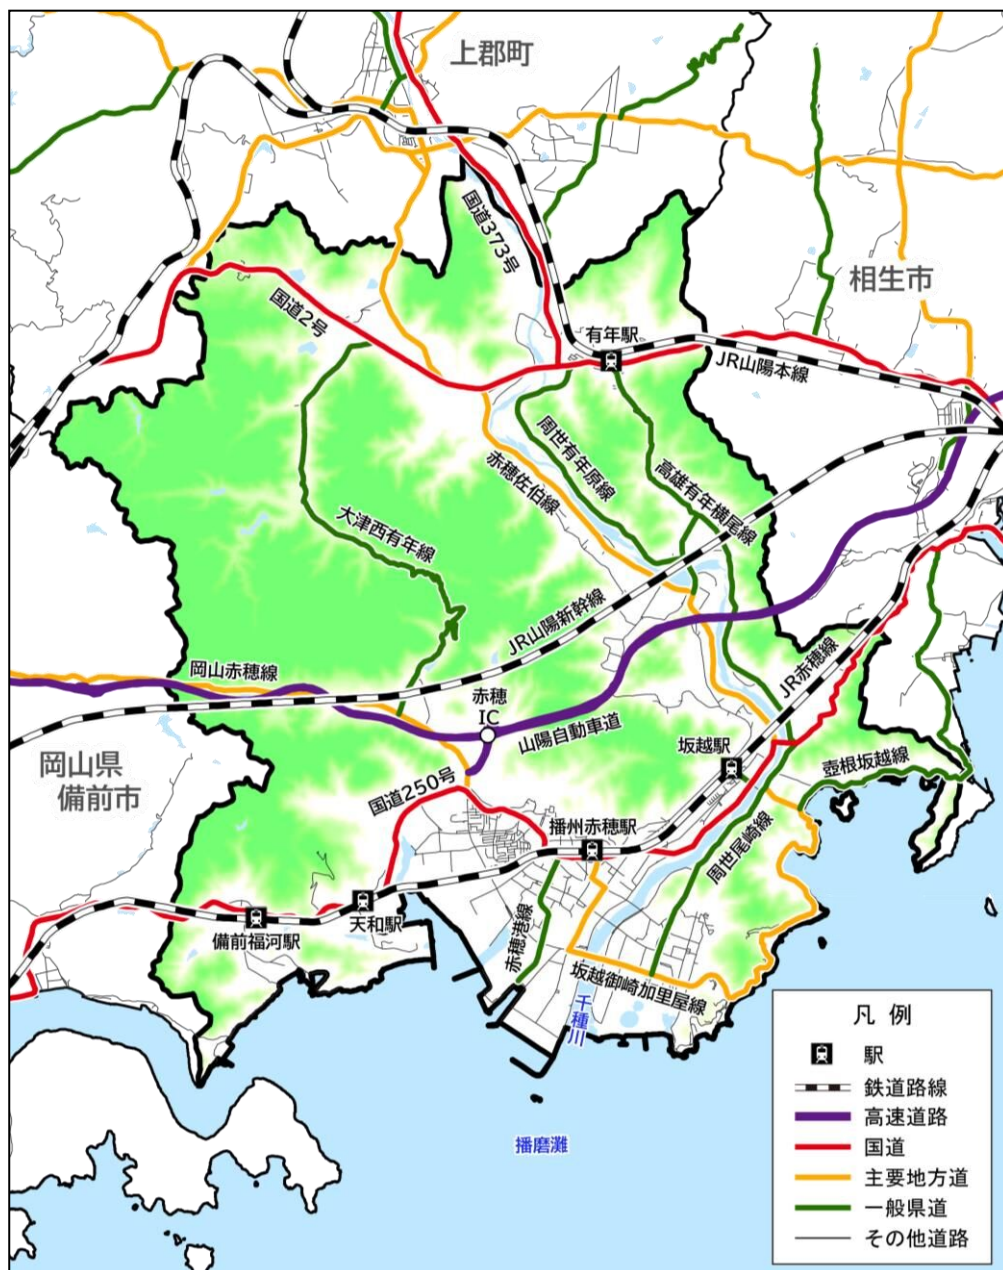 上郡町
国道373号
相生市
国道2号
有年駅
JR山陽本線
周世有年原線
赤穂佐伯線
高雄有年横尾線
大津西有年線
JR山陽新幹線
JR赤穂線
岡山赤穂線
赤穂
IC
山陽自動車道
坂越駅
壺根坂越線
岡山県
備前市
国道250号
播州赤穂駅
周世尾崎線
天和駅
備前福河駅
赤穂港線
坂越御崎加里屋線
千種川
播磨灘
凡 例
駅
鉄道路線
高速道路
国道
主要地方道
一般県道
その他道路